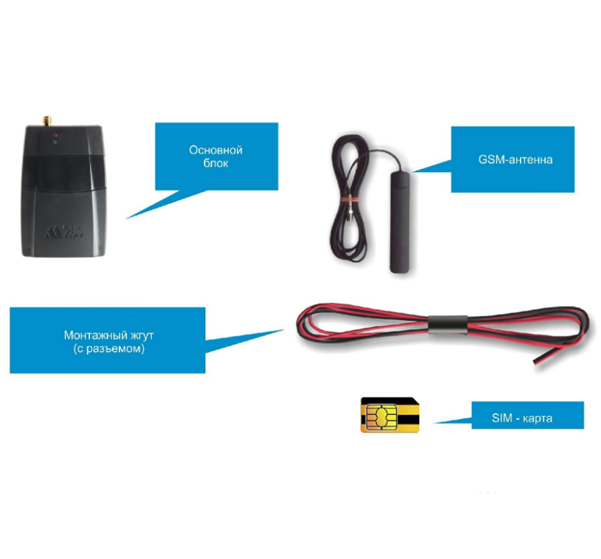 Основной
блок
GSM-антенна
Монтажный жгут
(с разъемом)
SIM - карта